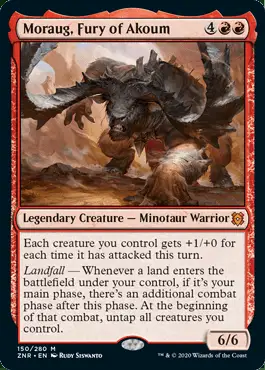 Moraug, Fury of Akoum 4
Legendary Creature — Minotaur Warrior
Each creature you control gets +1/+0 for
each time it has attacked this turn.
Landfall — Whenever a land enters the
battlefield under your control, if it's your
main phase, there's an additional combat
phase after this phase. At the beginning
of that combat, untap all creatures you
control.
6/6
150/280 M
ZNR • EN Rudy Siswanto
™ & © 2020 Wizards of the Coast